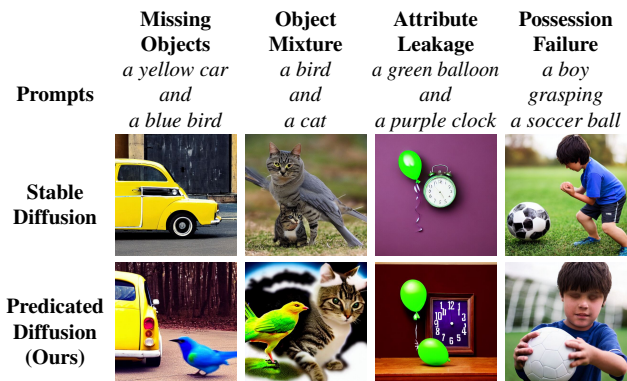 Missing Objects
Object Mixture
Attribute Leakage
Possession Failure
Prompts
a yellow car and a blue bird
a bird and a cat
a green balloon and a purple clock
a boy grasping a soccer ball
Stable Diffusion
Predicated Diffusion (Ours)